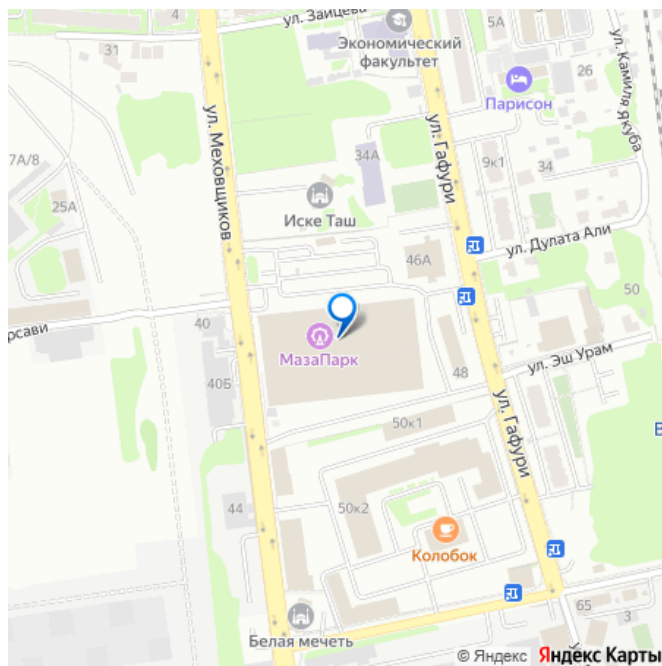 4
ул. Зайцева
31
Экономический
факультет
5А
26
ул. Камиля Якуба
Парисон
ул. Меховщиков
ул. Гафури
7А/8
34А
9к1
34
25А
Иске Таш
ул. Дулата Али
46А
50
40
МазаПарк
рсави
ул. Эш Урам
48
40Б
50к1
ул. Гафури
В
44
50к2
Колобок
65
3
Белая мечеть
© Яндекс Яндекс Карты